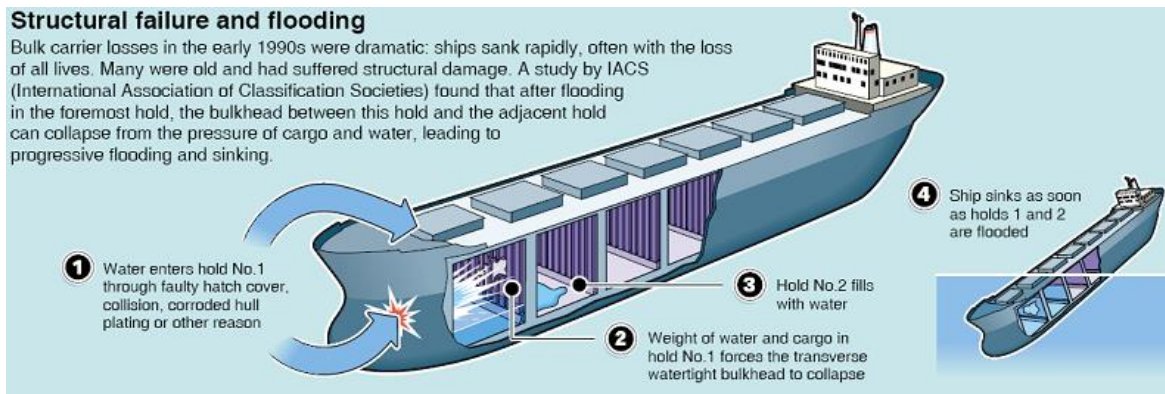 Structural failure and flooding
Bulk carrier losses in the early 1990s were dramatic: ships sank rapidly, often with the loss
of all lives. Many were old and had suffered structural damage. A study by IACS
(International Association of Classification Societies) found that after flooding
in the foremost hold, the bulkhead between this hold and the adjacent hold
can collapse from the pressure of cargo and water, leading to
progressive flooding and sinking.
1
Water enters hold No.1
through faulty hatch cover,
collision, corroded hull
plating or other reason
2
Weight of water and cargo in
hold No.1 forces the transverse
watertight bulkhead to collapse
3
Hold No.2 fills
with water
4
Ship sinks as soon
as holds 1 and 2
are flooded